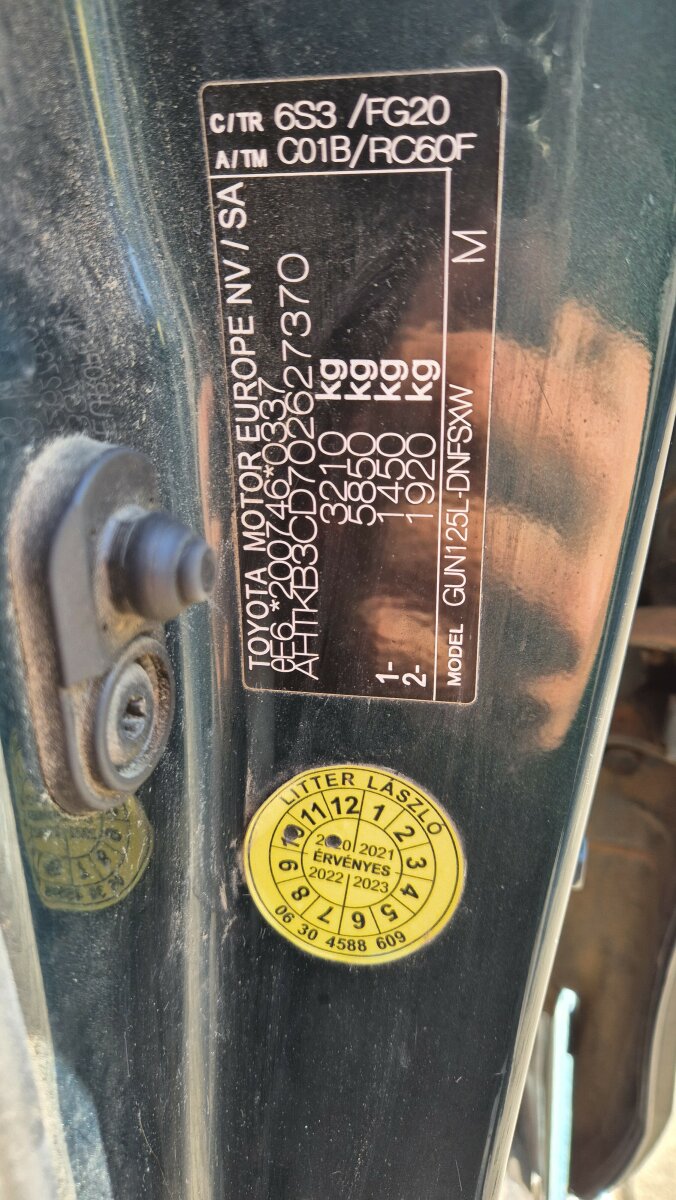 C/TR 6S3 /FG20
A/TM C01B/RC60F
TOYOTA MOTOR EUROPE NV / SA
e6 *200746*0337
AHTKB3CD702627370
3210 kg
5850 kg
1- 1450 kg
2- 1920 kg
MODEL GUN125L-DNFSXW M
LITTER LÁSZLÓ
1 2 3 4 5 6 7 8 9 10 11 12
2020 2021
ÉRVÉNYES
2022 2023
06 30 4588 609